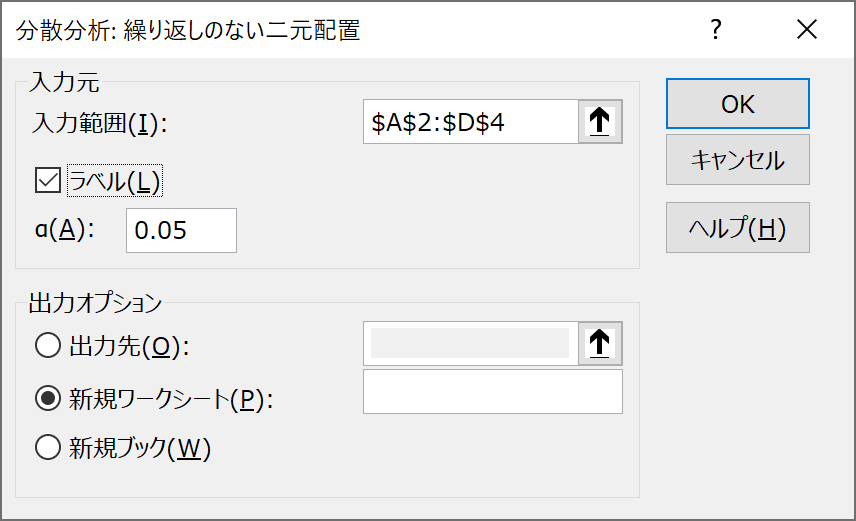 分散分析: 繰り返しのない二元配置
?
入力元
入力範囲(I):
$A$2:$D$4
ラベル(L)
α(A):
0.05
OK
キャンセル
ヘルプ(H)
出力オプション
出力先(O):
新規ワークシート(P):
新規ブック(W)